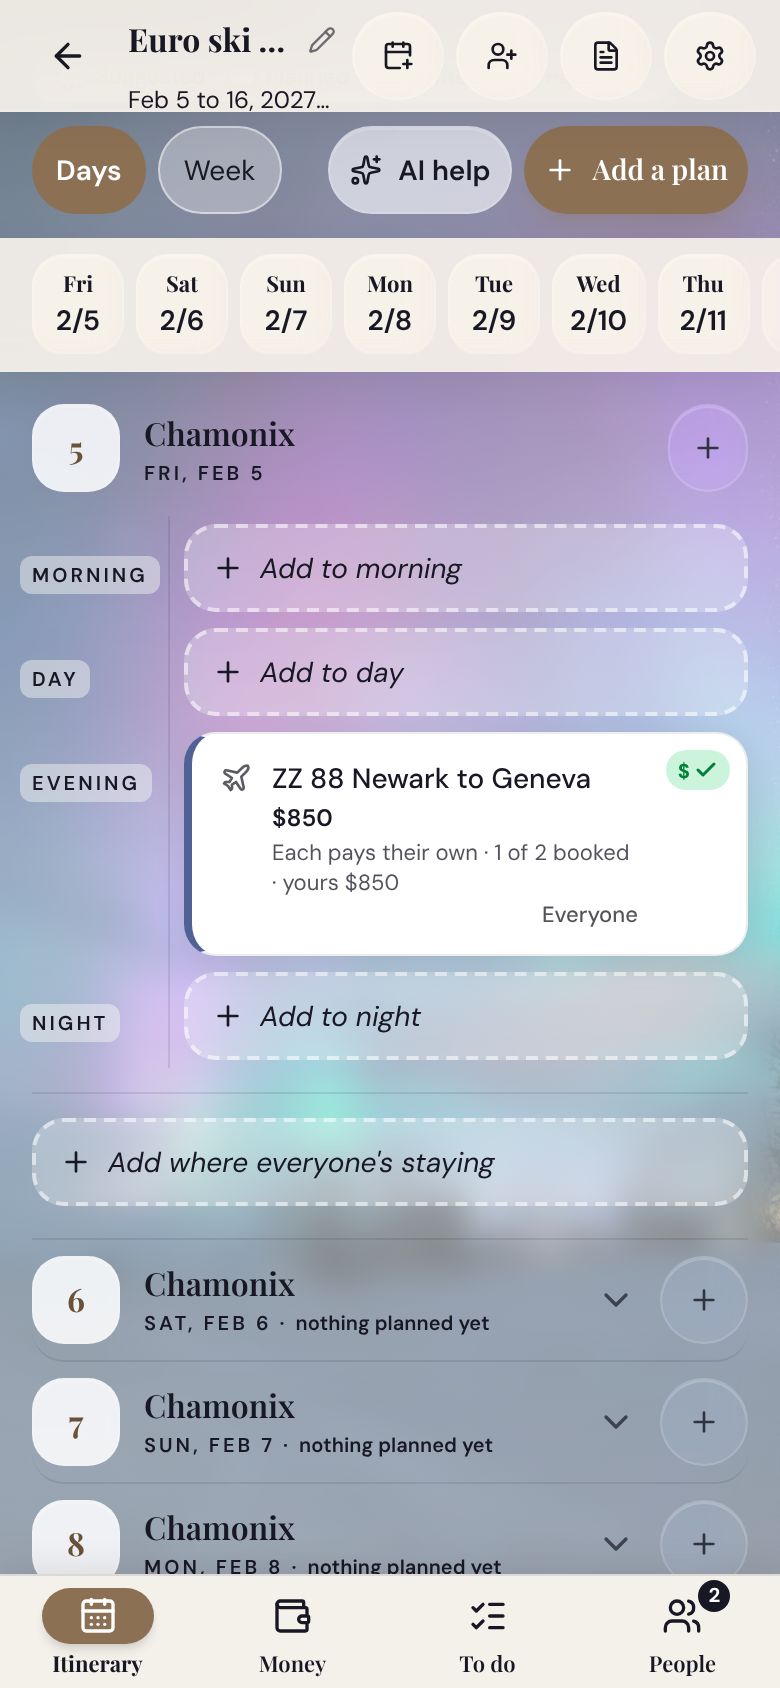 Euro ski ...
Feb 5 to 16, 2027...
Days
Week
AI help
Add a plan
Fri
2/5
Sat
2/6
Sun
2/7
Mon
2/8
Tue
2/9
Wed
2/10
Thu
2/11
5
Chamonix
FRI, FEB 5
MORNING
Add to morning
DAY
Add to day
EVENING
ZZ 88 Newark to Geneva
$
$850
Each pays their own · 1 of 2 booked
· yours $850
Everyone
NIGHT
Add to night
Add where everyone's staying
6
Chamonix
SAT, FEB 6 · nothing planned yet
7
Chamonix
SUN, FEB 7 · nothing planned yet
8
Chamonix
MON, FEB 8 · nothing planned yet
2
Itinerary
Money
To do
People